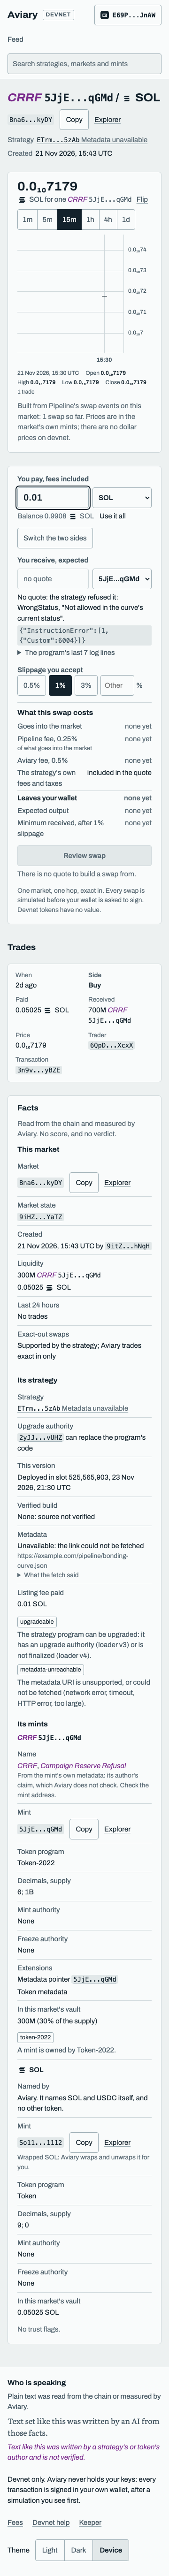 Aviary DEVNET E69P...JnAW
Feed
Search strategies, markets and mints
CRRF 5JjE...qGMd / SOL
Bna6...kyDY Copy Explorer
Strategy ETrm...5zAb Metadata unavailable
Created 21 Nov 2026, 15:43 UTC
0.0₁₀7179
SOL for one CRRF 5JjE...qGMd Flip
1m 5m 15m 1h 4h 1d
0.0₁₀74
0.0₁₀73
0.0₁₀72
0.0₁₀71
0.0₁₀7
15:30
21 Nov 2026, 15:30 UTC Open 0.0₁₀7179
High 0.0₁₀7179 Low 0.0₁₀7179 Close 0.0₁₀7179
1 trade
Built from Pipeline's swap events on this
market: 1 swap so far. Prices are in the
market's own mints; there are no dollar
prices on devnet.
You pay, fees included
0.01 SOL
Balance 0.9908 SOL Use it all
Switch the two sides
You receive, expected
no quote 5JjE...qGMd
No quote: the strategy refused it:
WrongStatus, "Not allowed in the curve's
current status".
{"InstructionError":[1,
{"Custom":6004}]}
▶ The program's last 7 log lines
Slippage you accept
0.5% 1% 3% Other %
What this swap costs
Goes into the market none yet
Pipeline fee, 0.25% none yet
of what goes into the market
Aviary fee, 0.5% none yet
The strategy's own included in the quote
fees and taxes
Leaves your wallet none yet
Expected output none yet
Minimum received, after 1% none yet
slippage
Review swap
There is no quote to build a swap from.
One market, one hop, exact in. Every swap is
simulated before your wallet is asked to sign.
Devnet tokens have no value.
Trades
When Side
2d ago Buy
Paid Received
0.05025 SOL 700M CRRF
5JjE...qGMd
Price Trader
0.0₁₀7179 6QpD...XcxX
Transaction
3n9v...yBZE
Facts
Read from the chain and measured by
Aviary. No score, and no verdict.
This market
Market
Bna6...kyDY Copy Explorer
Market state
9iHZ...YaTZ
Created
21 Nov 2026, 15:43 UTC by 9itZ...hNqH
Liquidity
300M CRRF 5JjE...qGMd
0.05025 SOL
Last 24 hours
No trades
Exact-out swaps
Supported by the strategy; Aviary trades
exact in only
Its strategy
Strategy
ETrm...5zAb Metadata unavailable
Upgrade authority
2yJJ...vUHZ can replace the program's
code
This version
Deployed in slot 525,565,903, 23 Nov
2026, 21:30 UTC
Verified build
None: source not verified
Metadata
Unavailable: the link could not be fetched
https://example.com/pipeline/bonding-
curve.json
▶ What the fetch said
Listing fee paid
0.01 SOL
upgradeable
The strategy program can be upgraded: it
has an upgrade authority (loader v3) or is
not finalized (loader v4).
metadata-unreachable
The metadata URI is unsupported, or could
not be fetched (network error, timeout,
HTTP error, too large).
Its mints
CRRF 5JjE...qGMd
Name
CRRF, Campaign Reserve Refusal
From the mint's own metadata: its author's
claim, which Aviary does not check. Check the
mint address.
Mint
5JjE...qGMd Copy Explorer
Token program
Token-2022
Decimals, supply
6; 1B
Mint authority
None
Freeze authority
None
Extensions
Metadata pointer 5JjE...qGMd
Token metadata
In this market's vault
300M (30% of the supply)
token-2022
A mint is owned by Token-2022.
SOL
Named by
Aviary. It names SOL and USDC itself, and
no other token.
Mint
So11...1112 Copy Explorer
Wrapped SOL: Aviary wraps and unwraps it for
you.
Token program
Token
Decimals, supply
9; 0
Mint authority
None
Freeze authority
None
In this market's vault
0.05025 SOL
No trust flags.
Who is speaking
Plain text was read from the chain or measured by
Aviary.
Text set like this was written by an AI from
those facts.
Text like this was written by a strategy's or token's
author and is not verified.
Devnet only. Aviary never holds your keys: every
transaction is signed in your own wallet, after a
simulation you see first.
Fees Devnet help Keeper
Theme Light Dark Device